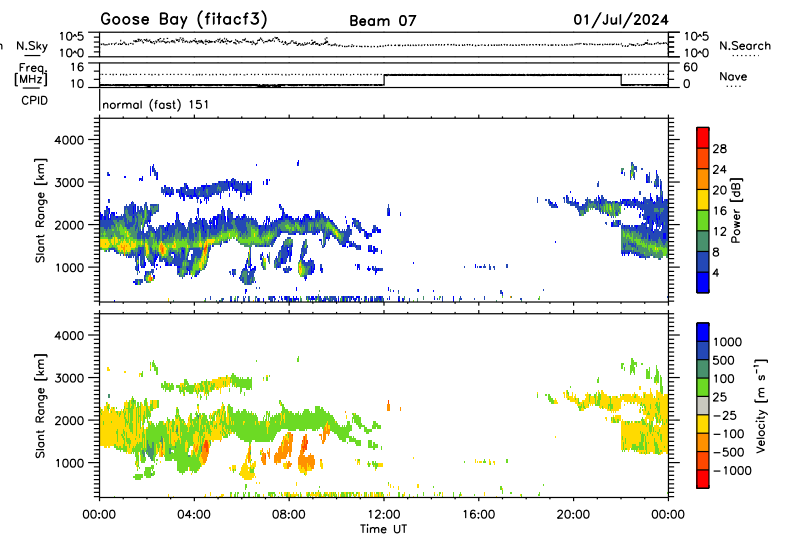 Goose Bay (fitacf3) Beam 07 01/Jul/2024
n N.Sky 10^5 10^5 N.Search
10^0 10^0
Freq. 16 60 Nave
[MHz] 10 0
CPID normal (fast) 151
4000
3000
2000
1000
Slant Range [km]
28
24
20
16
12
8
4
Power [dB]
4000
3000
2000
1000
Slant Range [km]
1000
500
100
25
−25
−100
−500
−1000
Velocity [m s⁻¹]
00:00 04:00 08:00 12:00 16:00 20:00 00:00
Time UT